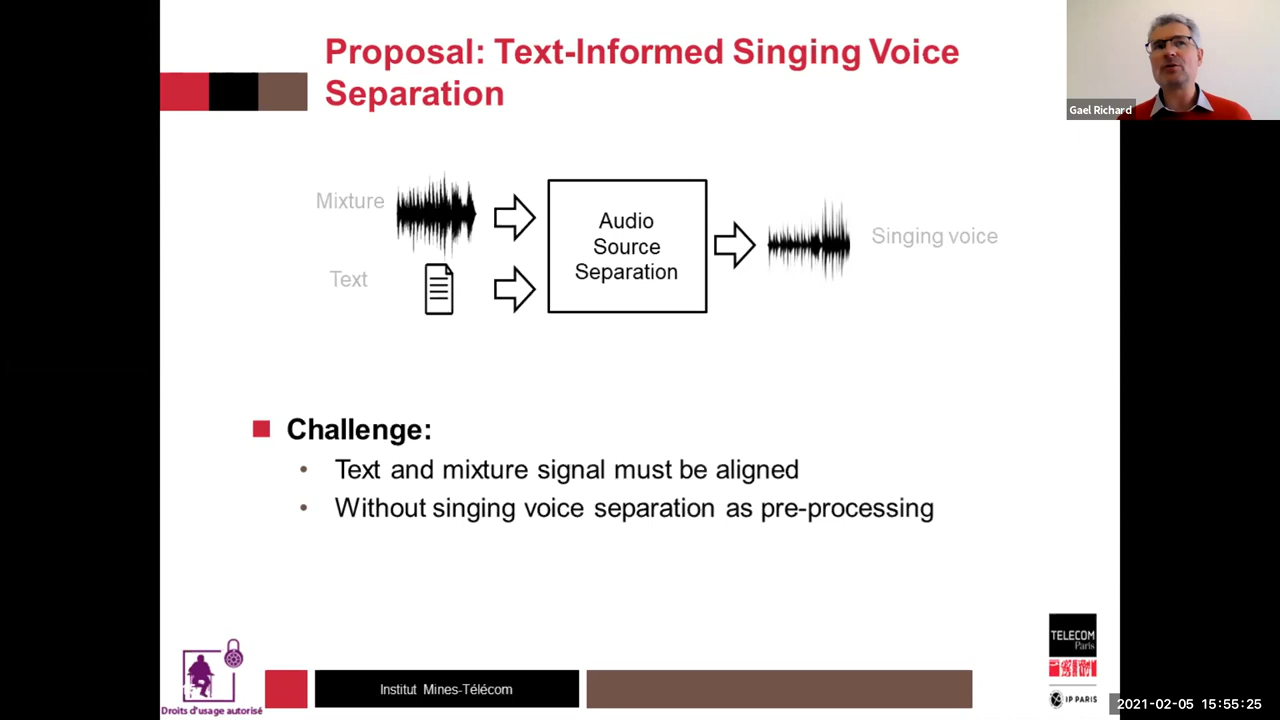 Proposal: Text-Informed Singing Voice
Separation
Gael Richard
Mixture
Text
Audio
Source
Separation
Singing voice
Challenge:
Text and mixture signal must be aligned
Without singing voice separation as pre-processing
Droits d'usage autorisé
Institut Mines-Télécom
TELECOM
Paris
IP PARIS
2021-02-05 15:55:25